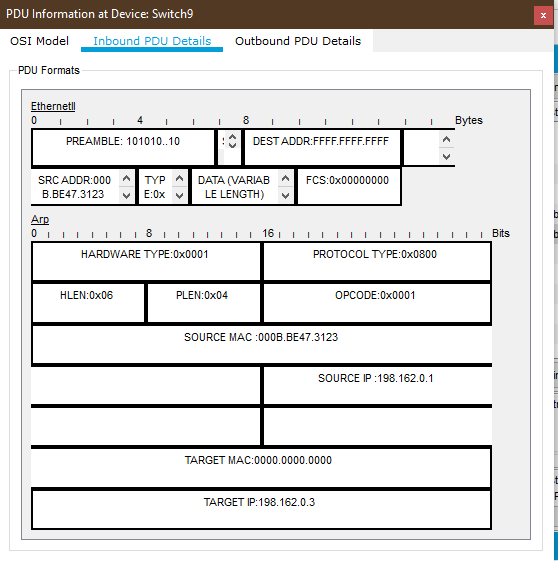 PDU Information at Device: Switch9
x
OSI Model Inbound PDU Details Outbound PDU Details
PDU Formats
EthernetII
0 4 8 Bytes
PREAMBLE: 101010..10 DEST ADDR:FFFF.FFFF.FFFF
SRC ADDR:000 TYP DATA (VARIAB FCS:0x00000000
B.BE47.3123 E:0x LE LENGTH)
Arp
0 8 16 Bits
HARDWARE TYPE:0x0001 PROTOCOL TYPE:0x0800
HLEN:0x06 PLEN:0x04 OPCODE:0x0001
SOURCE MAC :000B.BE47.3123
SOURCE IP :198.162.0.1
TARGET MAC:0000.0000.0000
TARGET IP:198.162.0.3